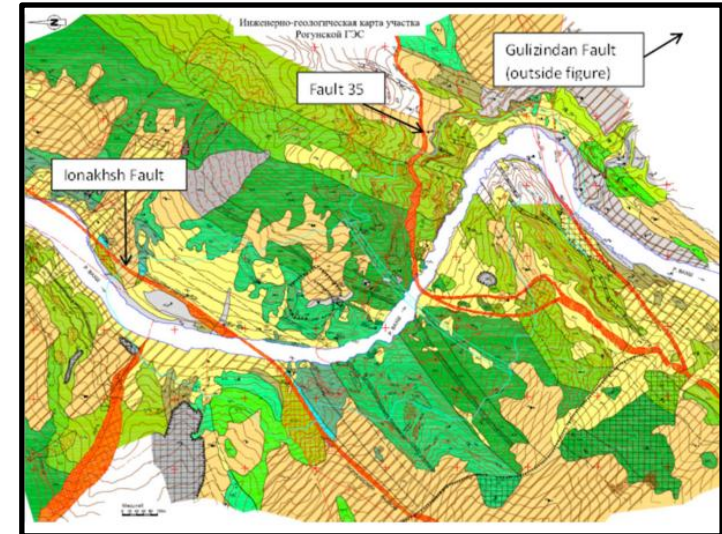 Инженерно-геологическая карта участка
Рогунской ГЭС
Gulizindan Fault
(outside figure)
Fault 35
Ionakhsh Fault